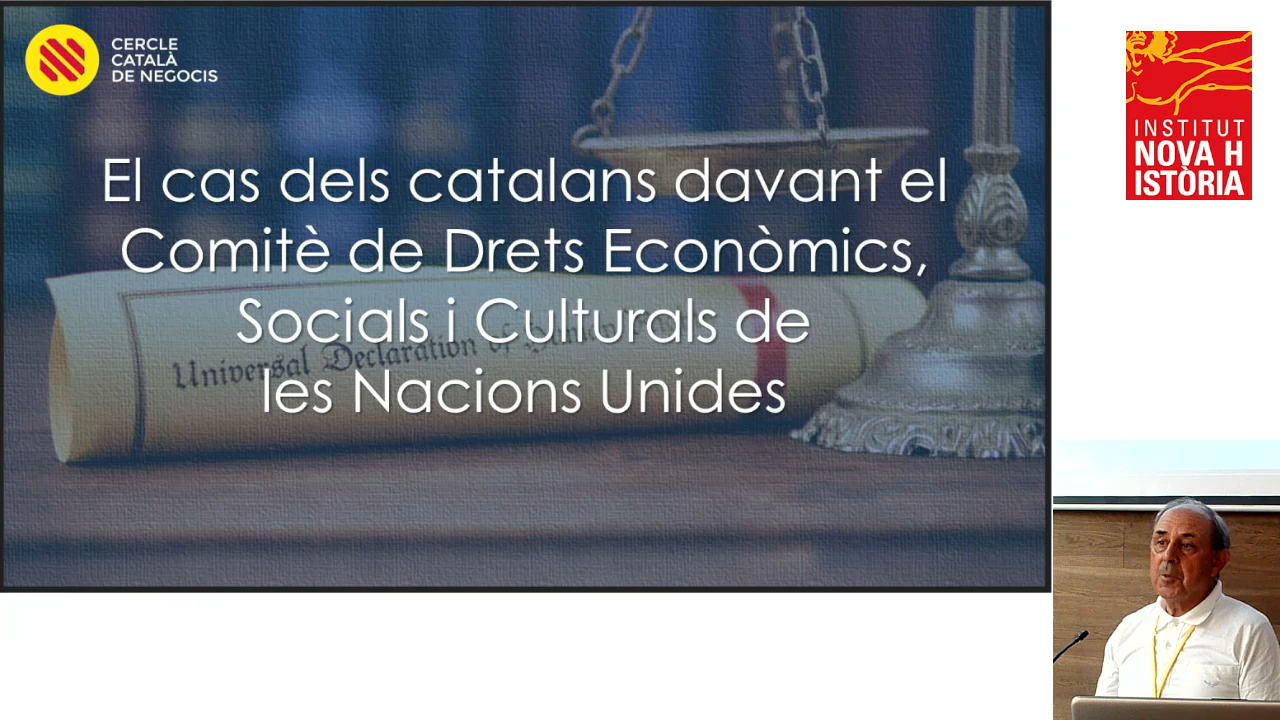 CERCLE
CATALÀ
DE NEGOCIS
El cas dels catalans davant el
Comitè de Drets Econòmics,
Socials i Culturals de
les Nacions Unides
Universal Declaration of
INSTITUT
NOVA H
ISTÒRIA